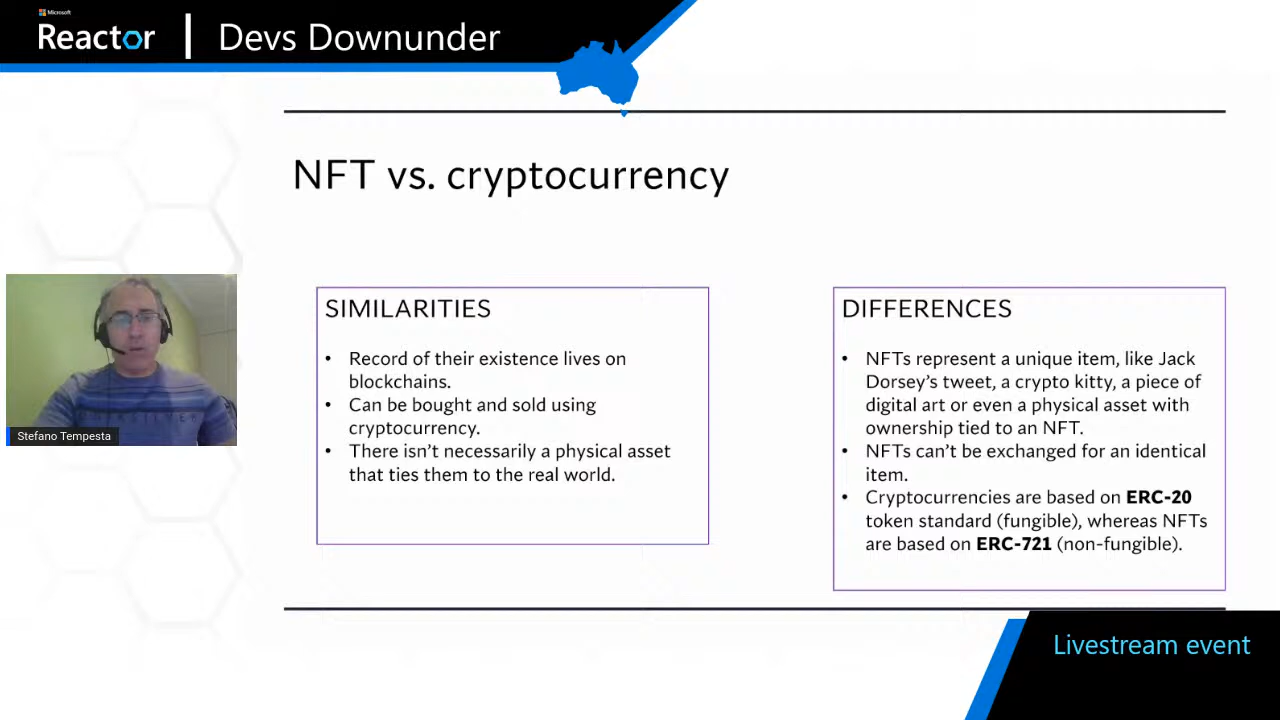 Microsoft
Reactor | Devs Downunder
NFT vs. cryptocurrency
SIMILARITIES
• Record of their existence lives on
blockchains.
• Can be bought and sold using
cryptocurrency.
• There isn't necessarily a physical asset
that ties them to the real world.
DIFFERENCES
• NFTs represent a unique item, like Jack
Dorsey's tweet, a crypto kitty, a piece of
digital art or even a physical asset with
ownership tied to an NFT.
• NFTs can't be exchanged for an identical
item.
• Cryptocurrencies are based on ERC-20
token standard (fungible), whereas NFTs
are based on ERC-721 (non-fungible).
Stefano Tempesta
Livestream event